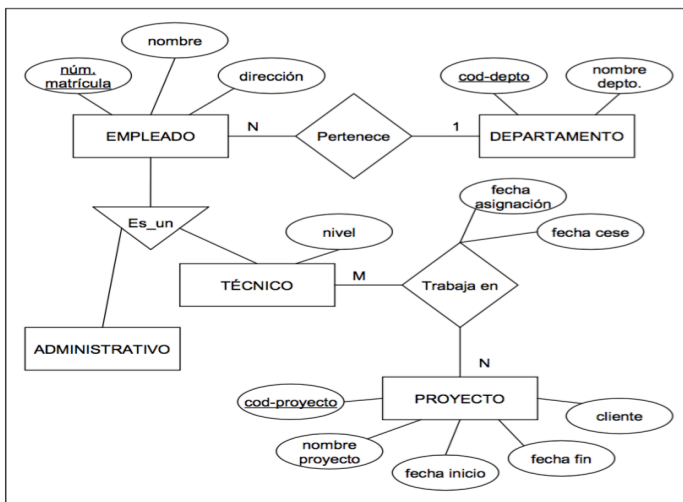 nombre
núm.
matrícula
dirección
cod-depto
nombre
depto.
EMPLEADO
N
Pertenece
1
DEPARTAMENTO
Es_un
fecha
asignación
fecha cese
nivel
TÉCNICO
M
Trabaja en
ADMINISTRATIVO
N
cod-proyecto
PROYECTO
cliente
nombre
proyecto
fecha inicio
fecha fin